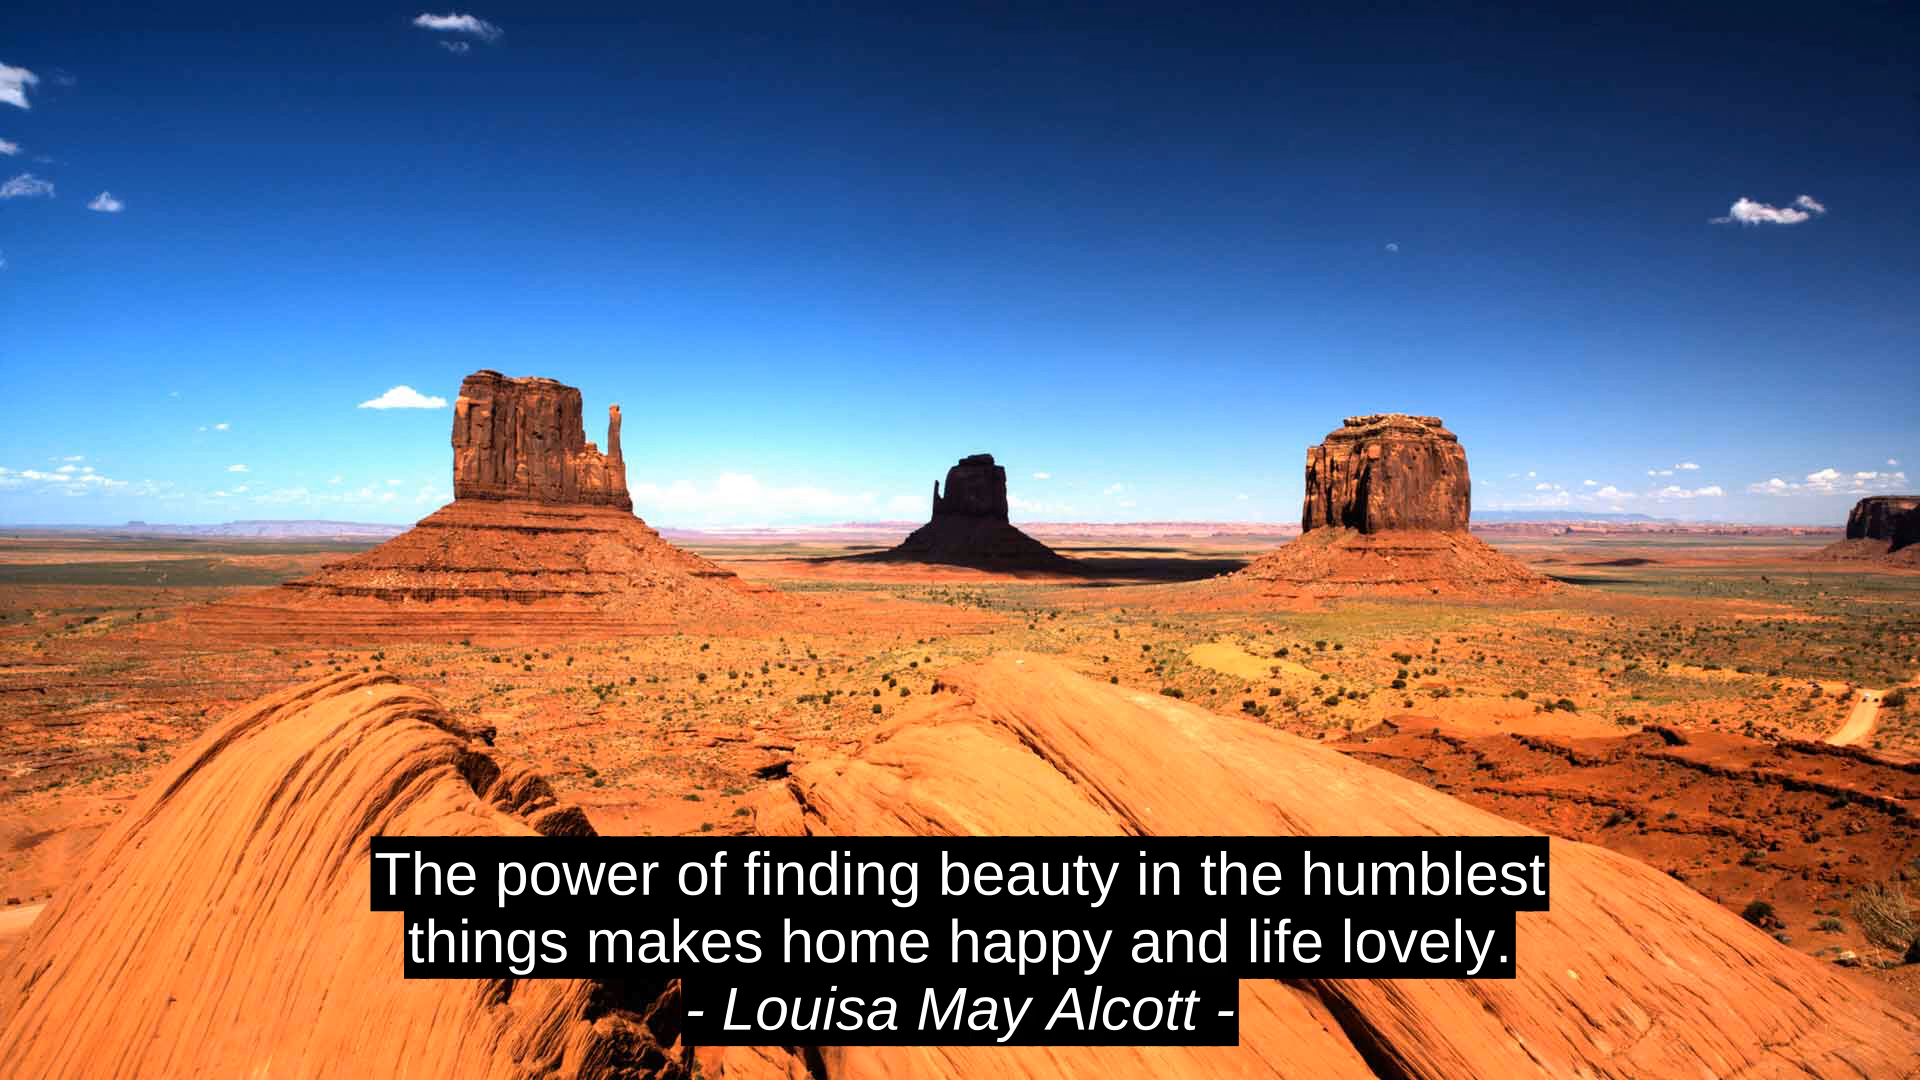 The power of finding beauty in the humblest
things makes home happy and life lovely.
- Louisa May Alcott -